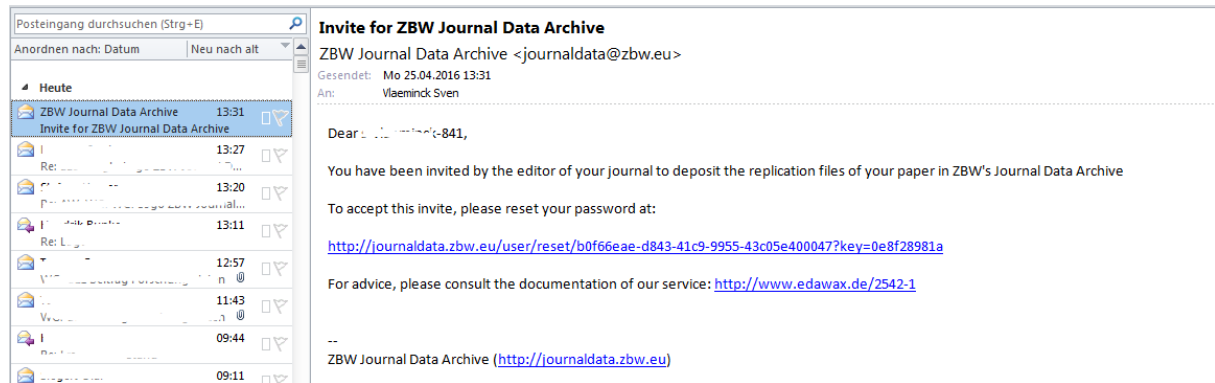 Posteingang durchsuchen (Strg+E)
Anordnen nach: Datum
Neu nach alt
Heute
ZBW Journal Data Archive 13:31
Invite for ZBW Journal Data Archive
13:27
Re:
13:20
13:11
Re:
12:57
11:43
09:44
09:11
Invite for ZBW Journal Data Archive
ZBW Journal Data Archive <journaldata@zbw.eu>
Gesendet: Mo 25.04.2016 13:31
An: Vlaeminck Sven
Dear -841,
You have been invited by the editor of your journal to deposit the replication files of your paper in ZBW's Journal Data Archive
To accept this invite, please reset your password at:
http://journaldata.zbw.eu/user/reset/b0f66eae-d843-41c9-9955-43c05e400047?key=0e8f28981a
For advice, please consult the documentation of our service: http://www.edawax.de/2542-1
--
ZBW Journal Data Archive (http://journaldata.zbw.eu)